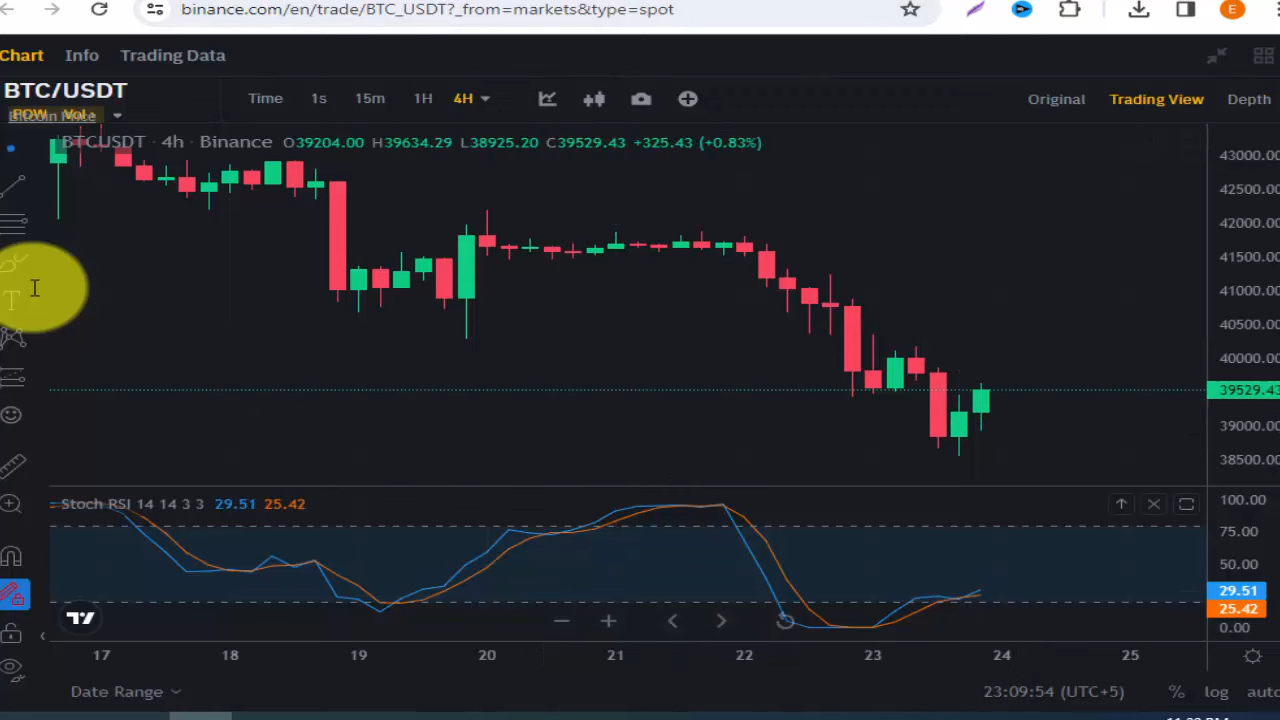 binance.com/en/trade/BTC_USDT?_from=markets&type=spot
E
Chart Info Trading Data
BTC/USDT
Bitcoin Price
POW Vol
Time 1s 15m 1H 4H
Original Trading View Depth
BTCUSDT · 4h · Binance O39204.00 H39634.29 L38925.20 C39529.43 +325.43 (+0.83%)
43000.00
42500.00
42000.00
41500.00
41000.00
40500.00
40000.00
39529.43
39000.00
38500.00
T
Stoch RSI 14 14 3 3 29.51 25.42
100.00
75.00
50.00
29.51
25.42
0.00
17 18 19 20 21 22 23 24 25
Date Range 23:09:54 (UTC+5) % log auto